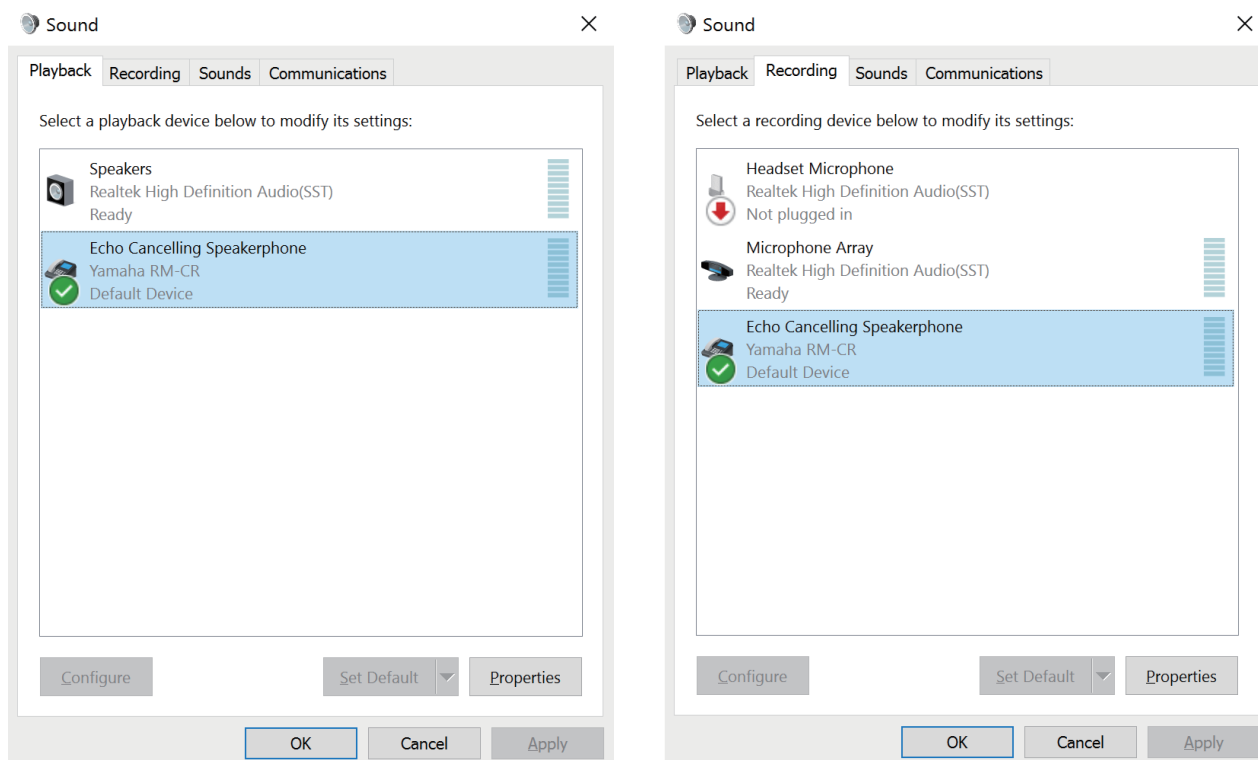 Sound
Playback Recording Sounds Communications
Select a playback device below to modify its settings:
Speakers
Realtek High Definition Audio(SST)
Ready
Echo Cancelling Speakerphone
Yamaha RM-CR
Default Device
Configure Set Default Properties
OK Cancel Apply
Sound
Playback Recording Sounds Communications
Select a recording device below to modify its settings:
Headset Microphone
Realtek High Definition Audio(SST)
Not plugged in
Microphone Array
Realtek High Definition Audio(SST)
Ready
Echo Cancelling Speakerphone
Yamaha RM-CR
Default Device
Configure Set Default Properties
OK Cancel Apply